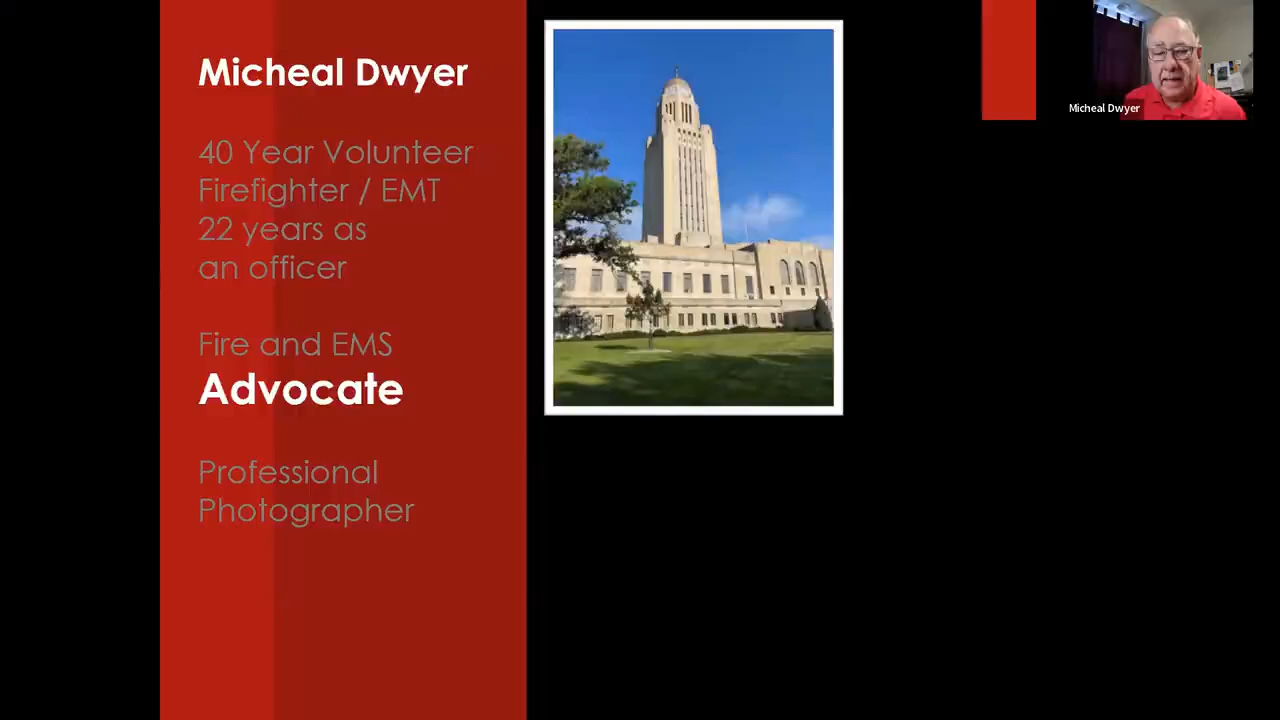 Micheal Dwyer
40 Year Volunteer
Firefighter / EMT
22 years as
an officer
Fire and EMS
Advocate
Professional
Photographer
Micheal Dwyer